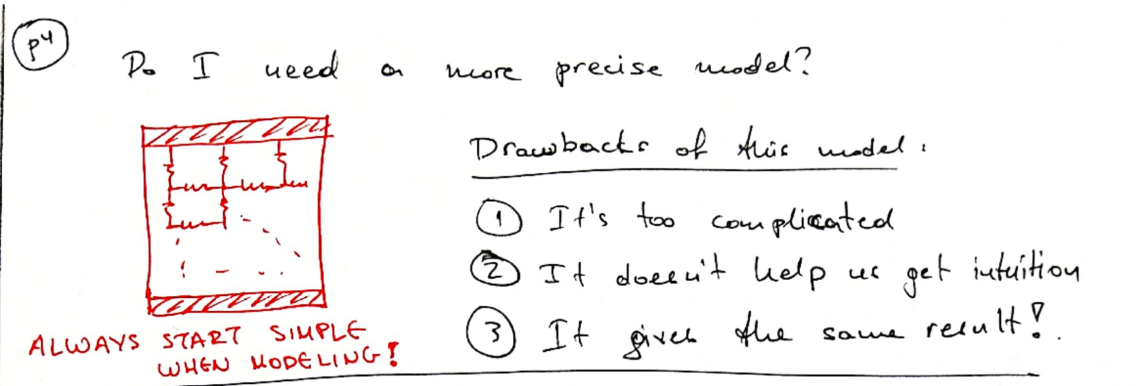 p4
Do I need a more precise model?
Drawbacks of this model:
1 It's too complicated
2 It doesn't help us get intuition
3 It gives the same result!.
ALWAYS START SIMPLE
WHEN MODELING!